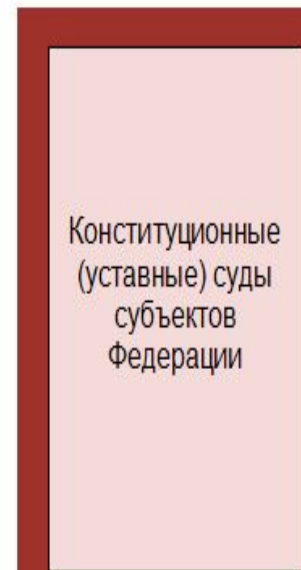 Конституционные
(уставные) суды
субъектов
Федерации